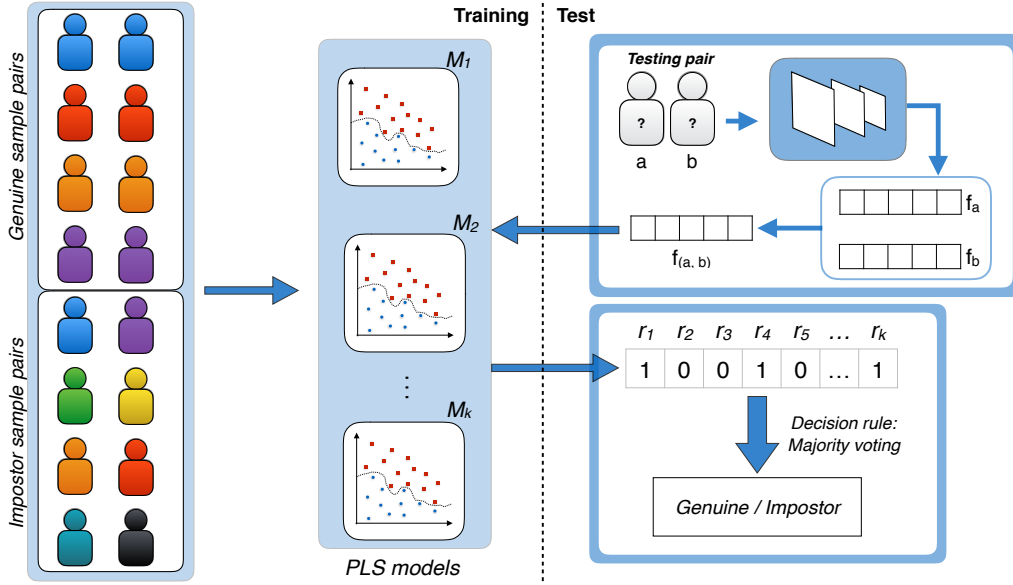 Training
Test
Genuine sample pairs
Impostor sample pairs
M1
M2
⋮
Mk
PLS models
Testing pair
? ?
a b
fa
fb
f(a, b)
r1 r2 r3 r4 r5 ... rk
1 0 0 1 0 ... 1
Decision rule:
Majority voting
Genuine / Impostor